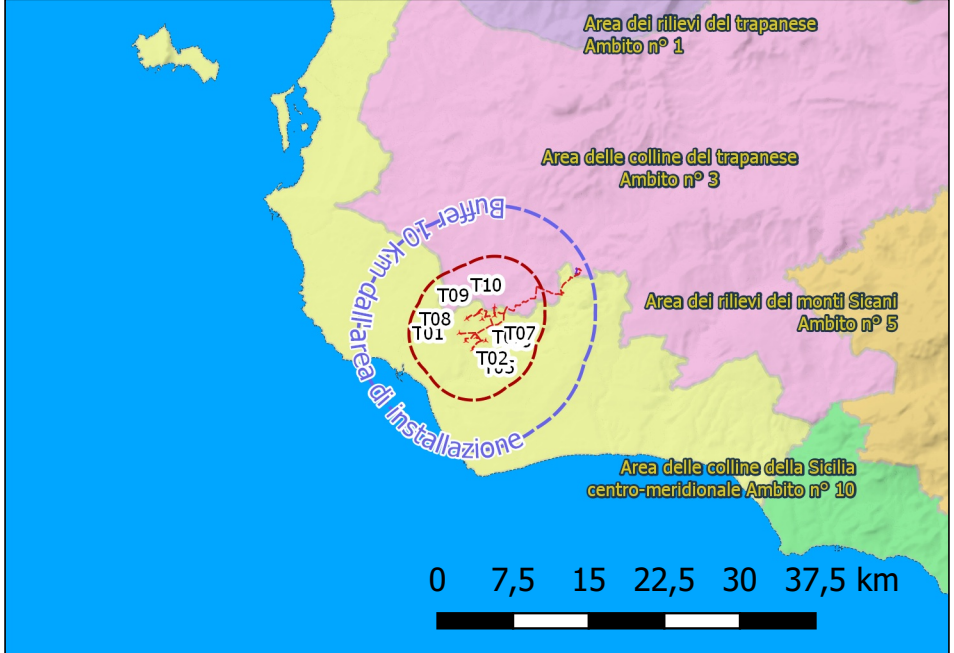 Area dei rilievi del trapanese
Ambito n° 1
Area delle colline del trapanese
Ambito n° 3
Buffer 10 Km dall'area di installazione
T10
T09
T08
T01
T07
T02
Area dei rilievi dei monti Sicani
Ambito n° 5
Area delle colline della Sicilia
centro-meridionale Ambito n° 10
0 7,5 15 22,5 30 37,5 km